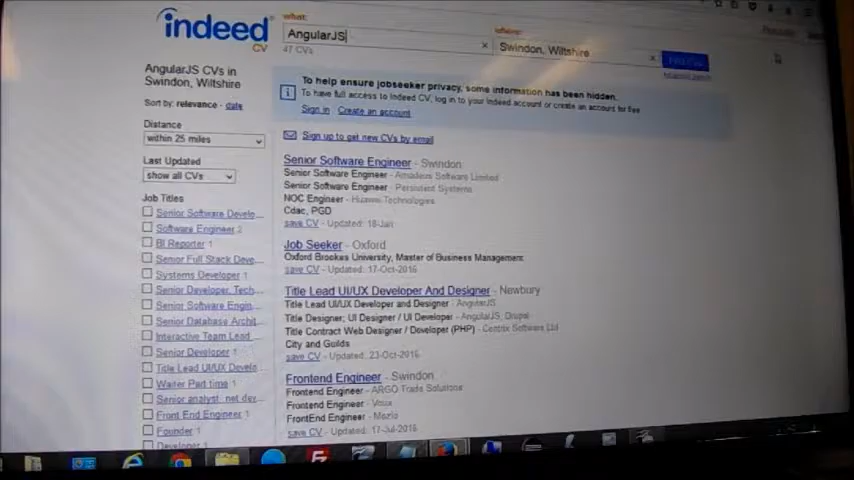 indeed
CV
what:
AngularJS
47 CVs
where:
Swindon, Wiltshire
AngularJS CVs in
Swindon, Wiltshire
Sort by: relevance - date
Distance
within 25 miles
Last Updated
show all CVs
Job Titles
Senior Software Develo...
Software Engineer 2
BI Reporter 1
Senior Full Stack Deve...
Systems Developer 1
Senior Developer, Tech...
Senior Software Engin...
Senior Database Archit...
Interactive Team Lead ...
Senior Developer 1
Title Lead UI/UX Develo...
Waiter Part time 1
Senior analyst .net dev...
Front End Engineer 1
Founder 1
Developer 1
To help ensure jobseeker privacy, some information has been hidden.
To have full access to Indeed CV, log in to your Indeed account or create an account for free
Sign in Create an account
Sign up to get new CVs by email
Senior Software Engineer - Swindon
Senior Software Engineer - Amadeus Software Limited
Senior Software Engineer - Persistent Systems
NOC Engineer - Huawei Technologies
Cdac, PGD
save CV - Updated: 18-Jan
Job Seeker - Oxford
Oxford Brookes University, Master of Business Management
save CV - Updated: 17-Oct-2016
Title Lead UI/UX Developer And Designer - Newbury
Title Lead UI/UX Developer and Designer - AngularJS
Title Designer; UI Designer / UI Developer - AngularJS, Drupal
Title Contract Web Designer / Developer (PHP) - Centrix Software Ltd
City and Guilds
save CV - Updated: 23-Oct-2016
Frontend Engineer - Swindon
Frontend Engineer - ARGO Trade Solutions
Frontend Engineer - Voux
FrontEnd Engineer - Mozio
save CV - Updated: 17-Jul-2016